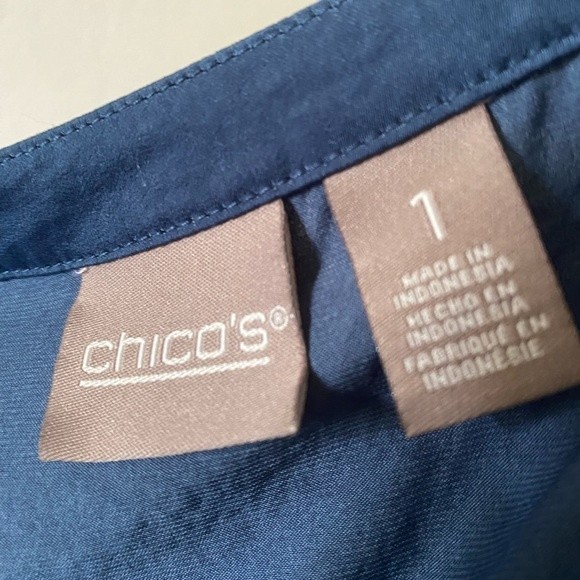 chico's®
1
MADE IN
INDONESIA
HECHO EN
INDONESIA
FABRIQUÉ EN
INDONÉSIE